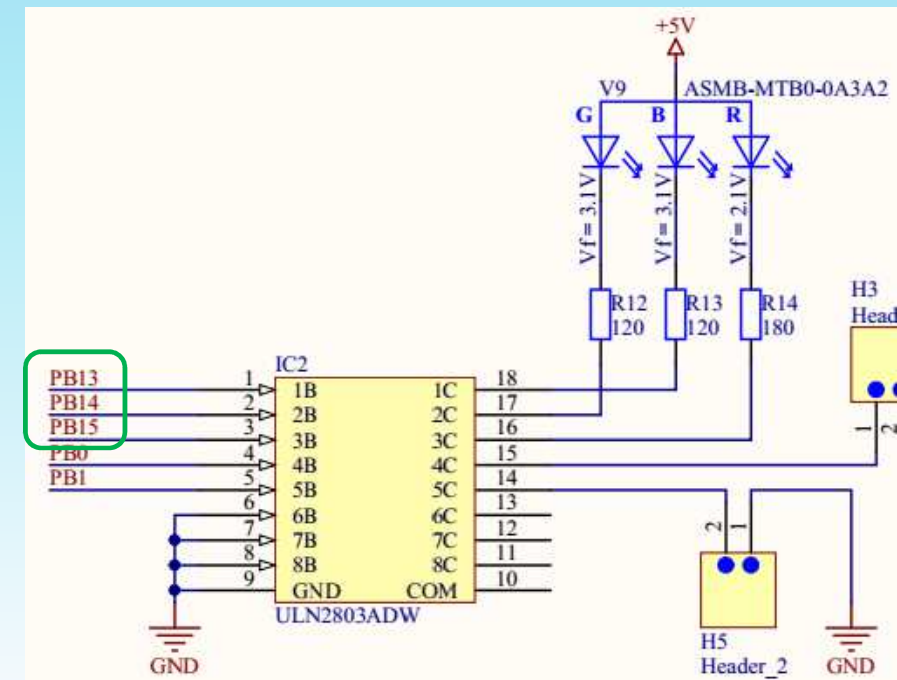 +5V
V9 ASMB-MTB0-0A3A2
G B R
Vf = 3.1V Vf = 3.1V Vf = 2.1V
R12 R13 R14
120 120 180
H3
Head
IC2
PB13 1 1B 1C 18
PB14 2 2B 2C 17
PB15 3 3B 3C 16
PB0 4 4B 4C 15
PB1 5 5B 5C 14
6 6B 6C 13
7 7B 7C 12
8 8B 8C 11
9 GND COM 10
ULN2803ADW
1 2
2 1
H5
Header_2
GND GND